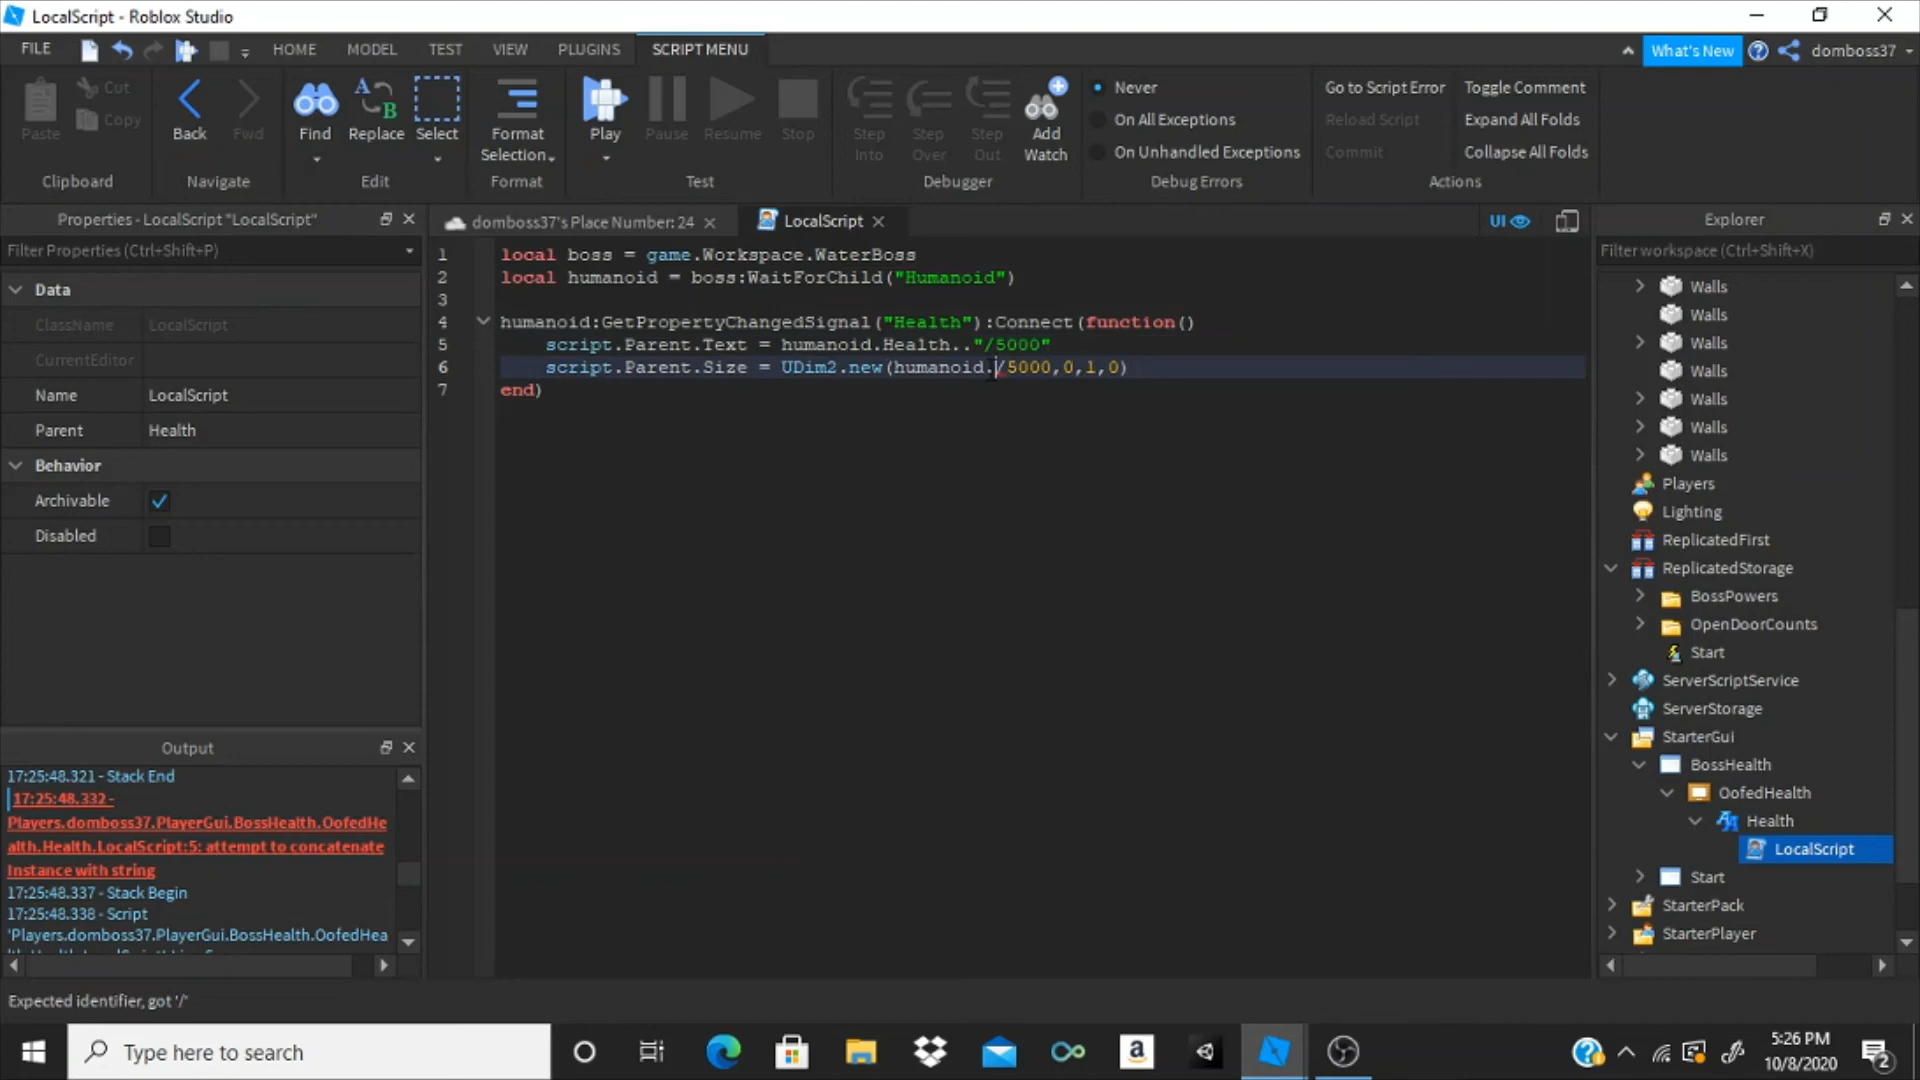 LocalScript - Roblox Studio
FILE HOME MODEL TEST VIEW PLUGINS SCRIPT MENU What's New domboss37
Paste Cut Copy Back Fwd Find Replace Select Format Selection Play Pause Resume Stop Step Into Step Over Step Out Add Watch
Never
On All Exceptions
On Unhandled Exceptions
Go to Script Error Toggle Comment
Reload Script Expand All Folds
Commit Collapse All Folds
Clipboard Navigate Edit Format Test Debugger Debug Errors Actions
Properties - LocalScript "LocalScript"
Filter Properties (Ctrl+Shift+P)
Data
ClassName LocalScript
CurrentEditor
Name LocalScript
Parent Health
Behavior
Archivable
Disabled
Output
17:25:48.321 - Stack End
17:25:48.332 -
Players.domboss37.PlayerGui.BossHealth.OofedHe
alth.Health.LocalScript:5: attempt to concatenate
Instance with string
17:25:48.337 - Stack Begin
17:25:48.338 - Script
'Players.domboss37.PlayerGui.BossHealth.OofedHea
domboss37's Place Number: 24 LocalScript UI
1 local boss = game.Workspace.WaterBoss
2 local humanoid = boss:WaitForChild("Humanoid")
3
4 humanoid:GetPropertyChangedSignal("Health"):Connect(function()
5 script.Parent.Text = humanoid.Health.."/5000"
6 script.Parent.Size = UDim2.new(humanoid./5000,0,1,0)
7 end)
Explorer
Filter workspace (Ctrl+Shift+X)
Walls
Walls
Walls
Walls
Walls
Walls
Walls
Players
Lighting
ReplicatedFirst
ReplicatedStorage
BossPowers
OpenDoorCounts
Start
ServerScriptService
ServerStorage
StarterGui
BossHealth
OofedHealth
Health
LocalScript
Start
StarterPack
StarterPlayer
Expected identifier, got '/'
Type here to search
a
5:26 PM
10/8/2020
2